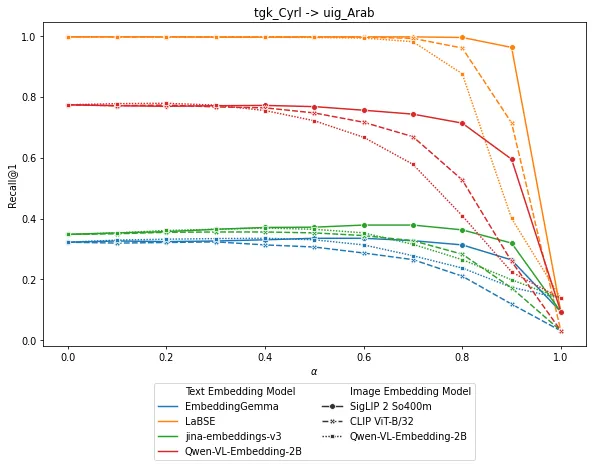 tgk_Cyrl -> uig_Arab
1.0
0.8
0.6
0.4
0.2
0.0
Recall@1
0.0 0.2 0.4 0.6 0.8 1.0
α
Text Embedding Model
EmbeddingGemma
LaBSE
jina-embeddings-v3
Qwen-VL-Embedding-2B
Image Embedding Model
SigLIP 2 So400m
CLIP ViT-B/32
Qwen-VL-Embedding-2B